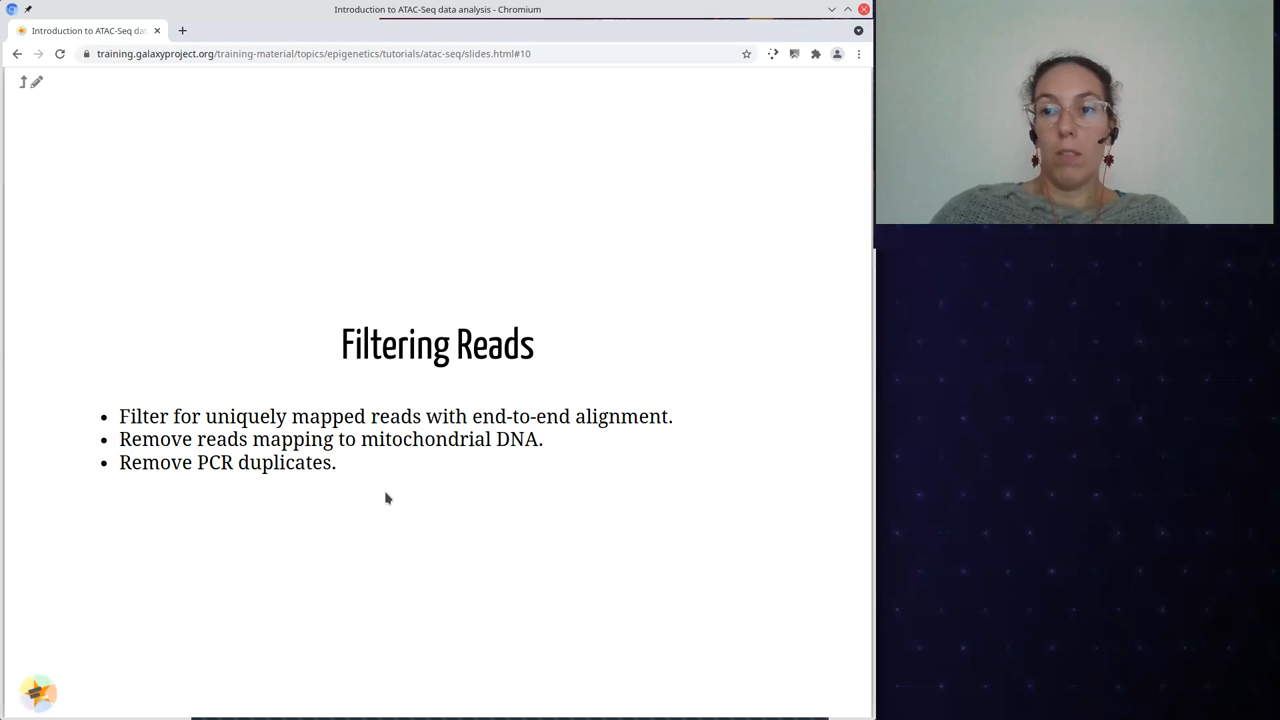 Introduction to ATAC-Seq data analysis - Chromium
Introduction to ATAC-Seq dat
training.galaxyproject.org/training-material/topics/epigenetics/tutorials/atac-seq/slides.html#10
Filtering Reads
• Filter for uniquely mapped reads with end-to-end alignment.
• Remove reads mapping to mitochondrial DNA.
• Remove PCR duplicates.